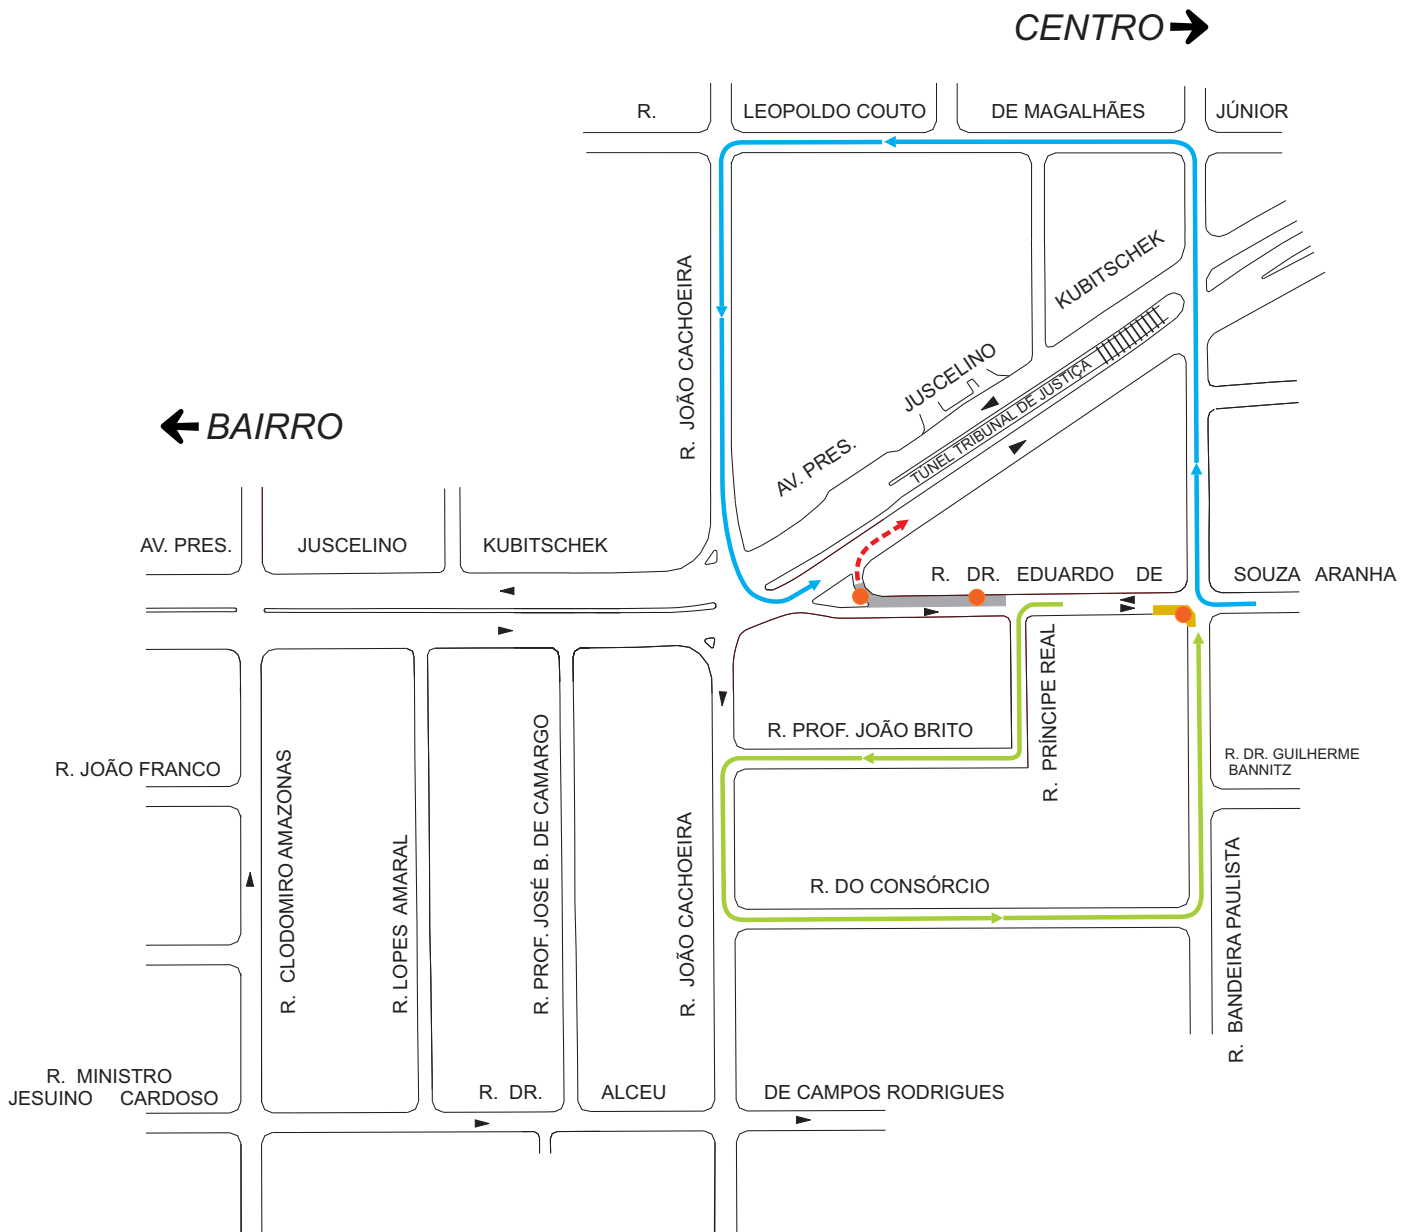 CENTRO
R. LEOPOLDO COUTO DE MAGALHÃES JÚNIOR
R. JOÃO CACHOEIRA
KUBITSCHEK
JUSCELINO
AV. PRES.
TÚNEL TRIBUNAL DE JUSTIÇA
BAIRRO
AV. PRES. JUSCELINO KUBITSCHEK
R. DR. EDUARDO DE SOUZA ARANHA
R. PRÍNCIPE REAL
R. PROF. JOÃO BRITO
R. JOÃO FRANCO
R. DR. GUILHERME
BANNITZ
R. CLODOMIRO AMAZONAS
R. LOPES AMARAL
R. PROF. JOSÉ B. DE CAMARGO
R. JOÃO CACHOEIRA
R. DO CONSÓRCIO
R. BANDEIRA PAULISTA
R. MINISTRO
JESUINO CARDOSO
R. DR. ALCEU DE CAMPOS RODRIGUES